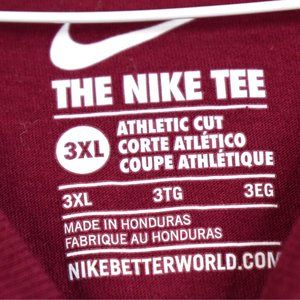 THE NIKE TEE
3XL
ATHLETIC CUT
CORTE ATLÉTICO
COUPE ATHLÉTIQUE
3XL 3TG 3EG
MADE IN HONDURAS
FABRIQUE AU HONDURAS
NIKEBETTERWORLD.COM